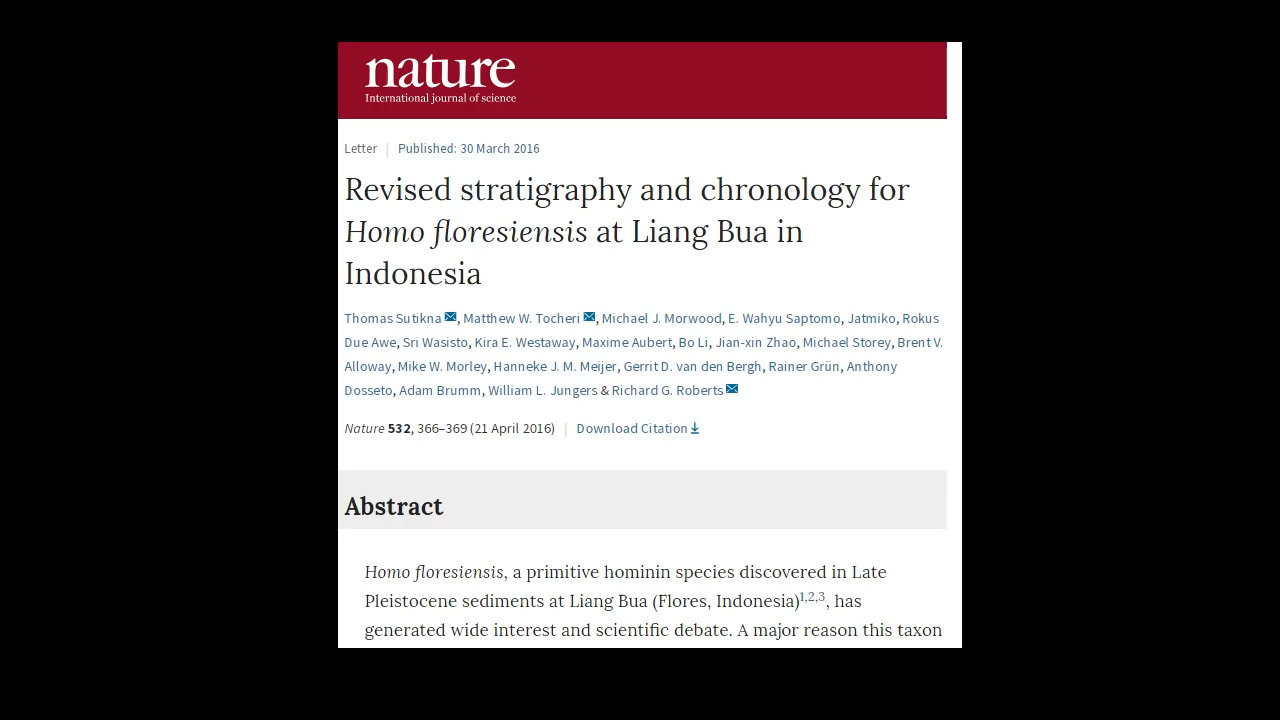 nature
International journal of science
Letter | Published: 30 March 2016
Revised stratigraphy and chronology for
Homo floresiensis at Liang Bua in
Indonesia
Thomas Sutikna, Matthew W. Tocheri, Michael J. Morwood, E. Wahyu Saptomo, Jatmiko, Rokus
Due Awe, Sri Wasisto, Kira E. Westaway, Maxime Aubert, Bo Li, Jian-xin Zhao, Michael Storey, Brent V.
Alloway, Mike W. Morley, Hanneke J. M. Meijer, Gerrit D. van den Bergh, Rainer Grün, Anthony
Dosseto, Adam Brumm, William L. Jungers & Richard G. Roberts
Nature 532, 366–369 (21 April 2016) | Download Citation
Abstract
Homo floresiensis, a primitive hominin species discovered in Late
Pleistocene sediments at Liang Bua (Flores, Indonesia)1,2,3, has
generated wide interest and scientific debate. A major reason this taxon